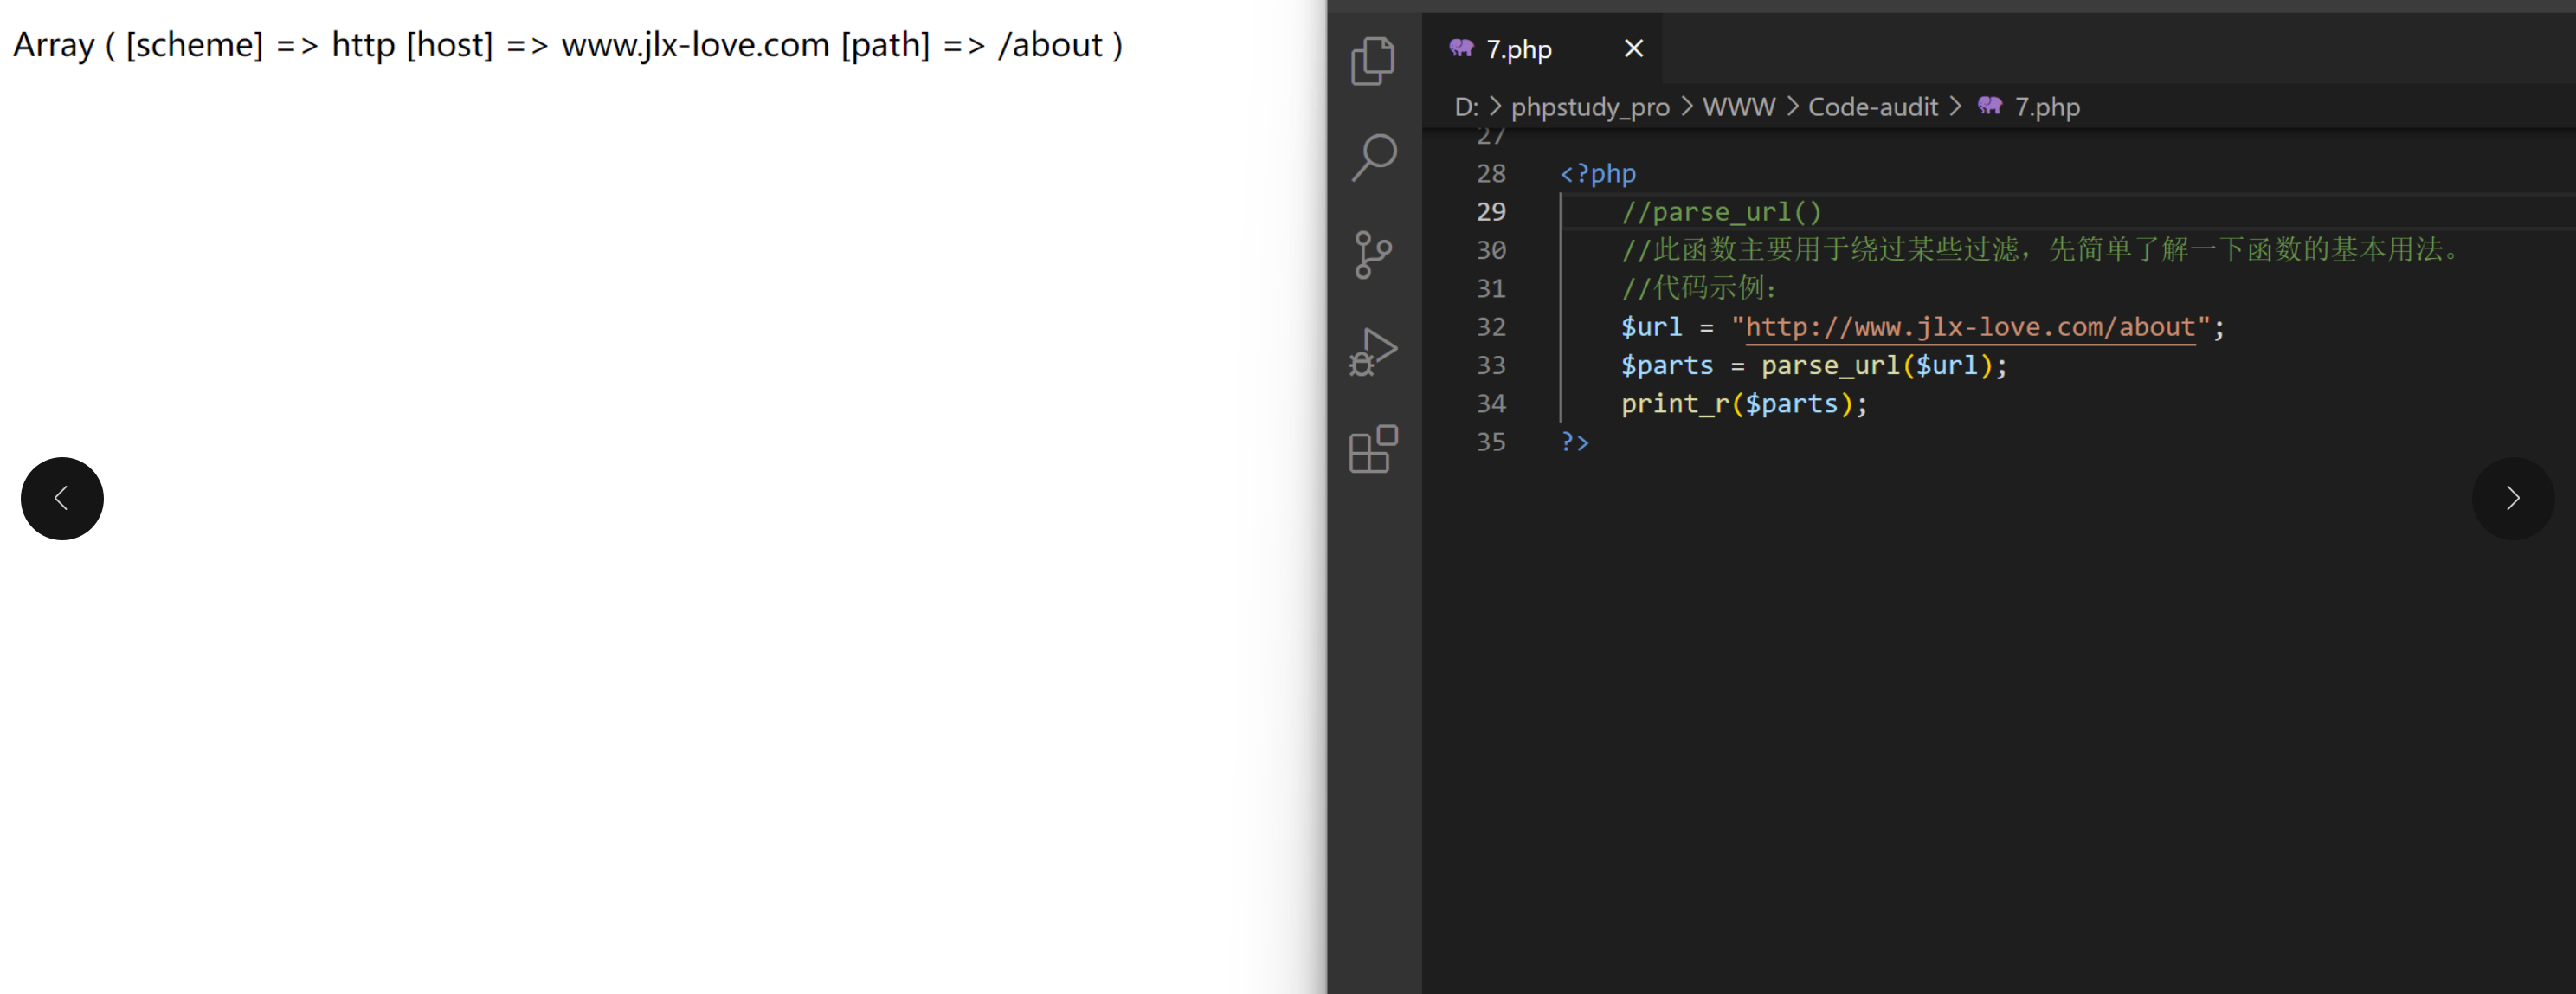 Array ( [scheme] => http [host] => www.jlx-love.com [path] => /about )
7.php
D: > phpstudy_pro > WWW > Code-audit > 7.php
27
28 <?php
29 //parse_url()
30 //此函数主要用于绕过某些过滤，先简单了解一下函数的基本用法。
31 //代码示例：
32 $url = "http://www.jlx-love.com/about";
33 $parts = parse_url($url);
34 print_r($parts);
35 ?>